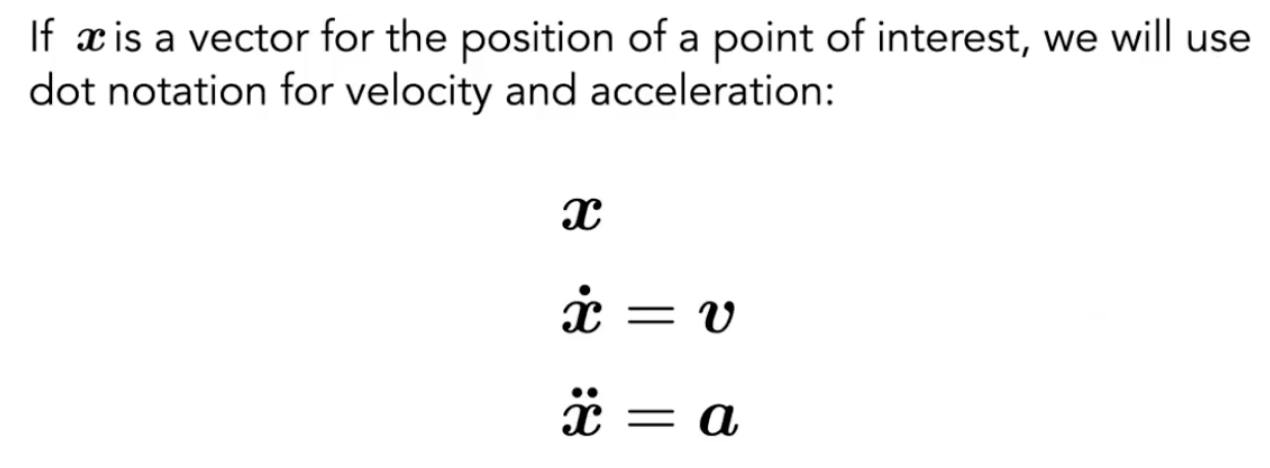 If x is a vector for the position of a point of interest, we will use
dot notation for velocity and acceleration:
x
ẋ = v
ẍ = a